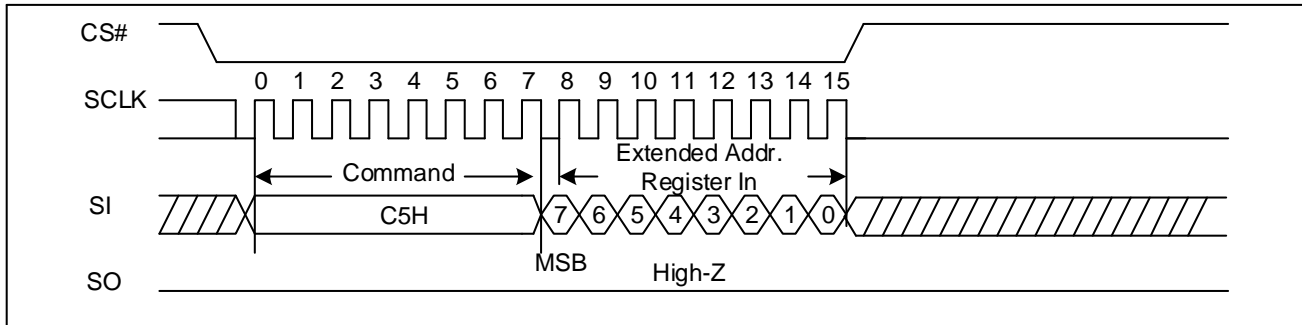 CS#
0 1 2 3 4 5 6 7 8 9 10 11 12 13 14 15
SCLK
Command
Extended Addr.
Register In
SI
C5H
7 6 5 4 3 2 1 0
MSB
High-Z
SO